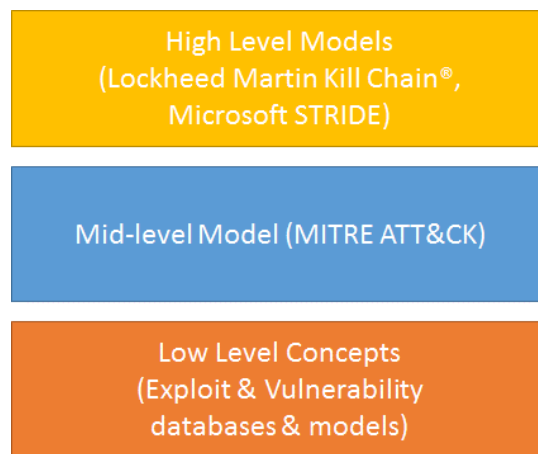 High Level Models
(Lockheed Martin Kill Chain®,
Microsoft STRIDE)
Mid-level Model (MITRE ATT&CK)
Low Level Concepts
(Exploit & Vulnerability
databases & models)